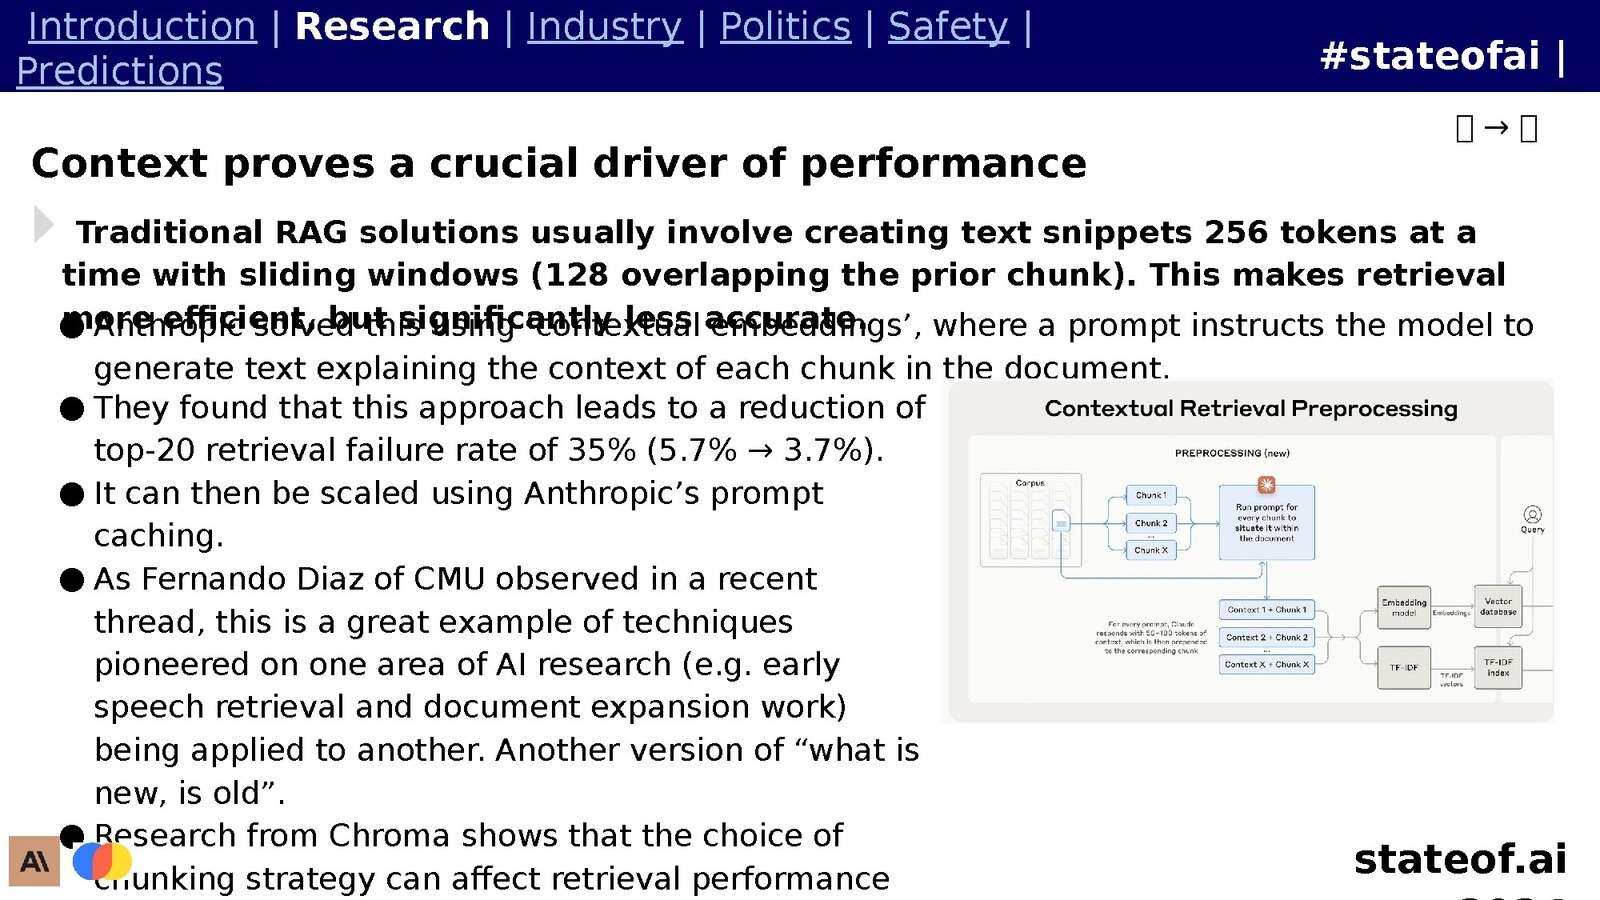 Introduction | Research | Industry | Politics | Safety |
Predictions
#stateofai |
→
Context proves a crucial driver of performance
Traditional RAG solutions usually involve creating text snippets 256 tokens at a
time with sliding windows (128 overlapping the prior chunk). This makes retrieval
more efficient, but significantly less accurate.
● Anthropic solved this using ‘contextual embeddings’, where a prompt instructs the model to
generate text explaining the context of each chunk in the document.
● They found that this approach leads to a reduction of
top-20 retrieval failure rate of 35% (5.7% → 3.7%).
● It can then be scaled using Anthropic’s prompt
caching.
● As Fernando Diaz of CMU observed in a recent
thread, this is a great example of techniques
pioneered on one area of AI research (e.g. early
speech retrieval and document expansion work)
being applied to another. Another version of “what is
new, is old”.
● Research from Chroma shows that the choice of
chunking strategy can affect retrieval performance
Contextual Retrieval Preprocessing
PREPROCESSING (new)
Corpus
Chunk 1
Chunk 2
...
Chunk X
Run prompt for
every chunk to
situate it within
the document
Query
For every prompt, Claude
responds with 50–100 tokens of
context, which is then prepended
to the corresponding chunk
Context 1 + Chunk 1
Context 2 + Chunk 2
...
Context X + Chunk X
Embedding
model
Embeddings
Vector
database
TF-IDF
TF-IDF
vectors
TF-IDF
index
A\
stateof.ai